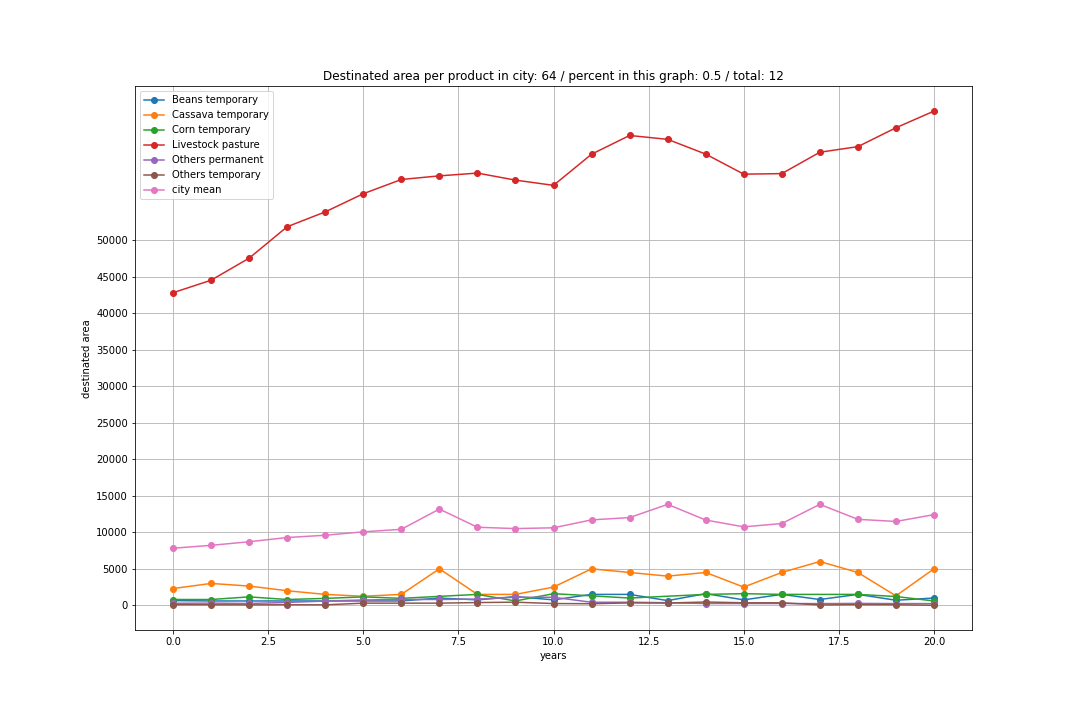 Destinated area per product in city: 64 / percent in this graph: 0.5 / total: 12
Beans temporary
Cassava temporary
Corn temporary
Livestock pasture
Others permanent
Others temporary
city mean
50000
45000
40000
35000
30000
25000
20000
15000
10000
5000
0
destinated area
0.0 2.5 5.0 7.5 10.0 12.5 15.0 17.5 20.0
years